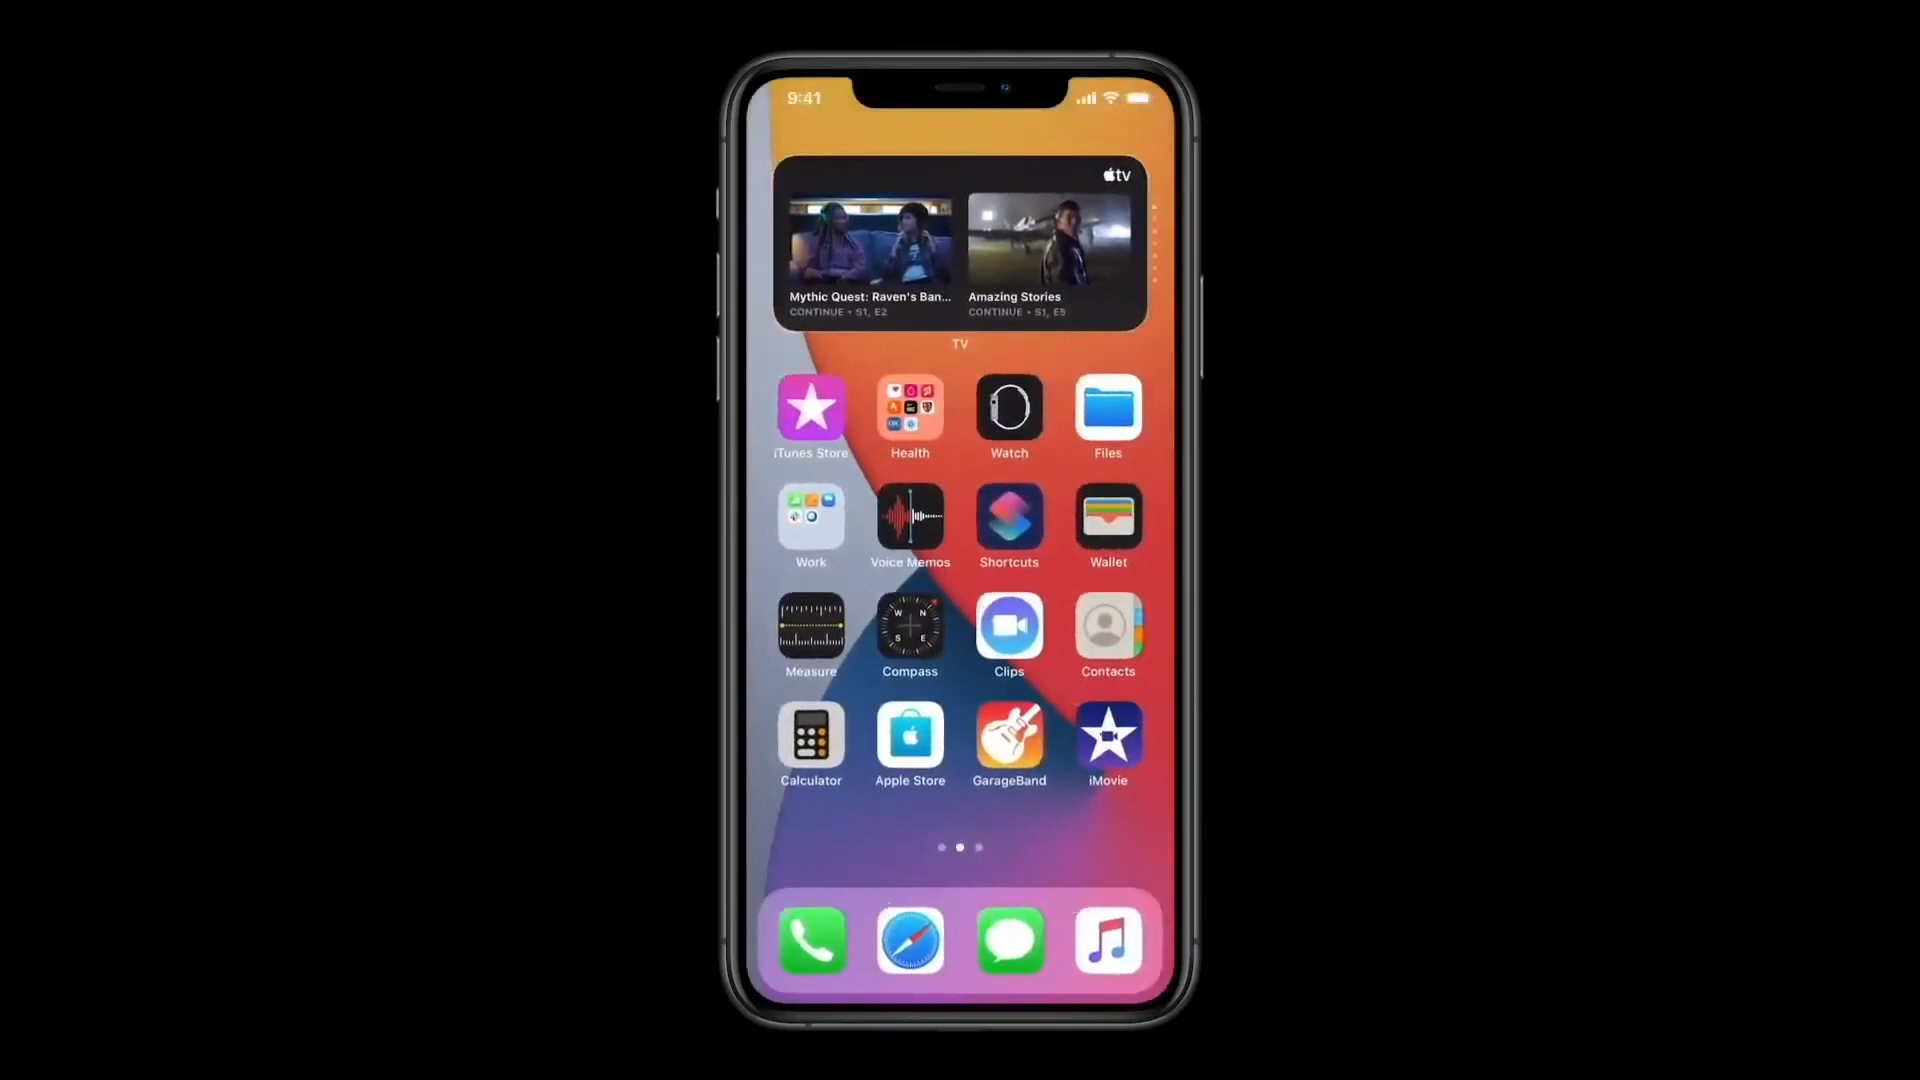 9:41
tv
Mythic Quest: Raven's Ban...
Amazing Stories
CONTINUE • S1, E2
CONTINUE • S1, E5
TV
iTunes Store
Health
Watch
Files
Work
Voice Memos
Shortcuts
Wallet
W N
S E
Measure
Compass
Clips
Contacts
Calculator
Apple Store
GarageBand
iMovie